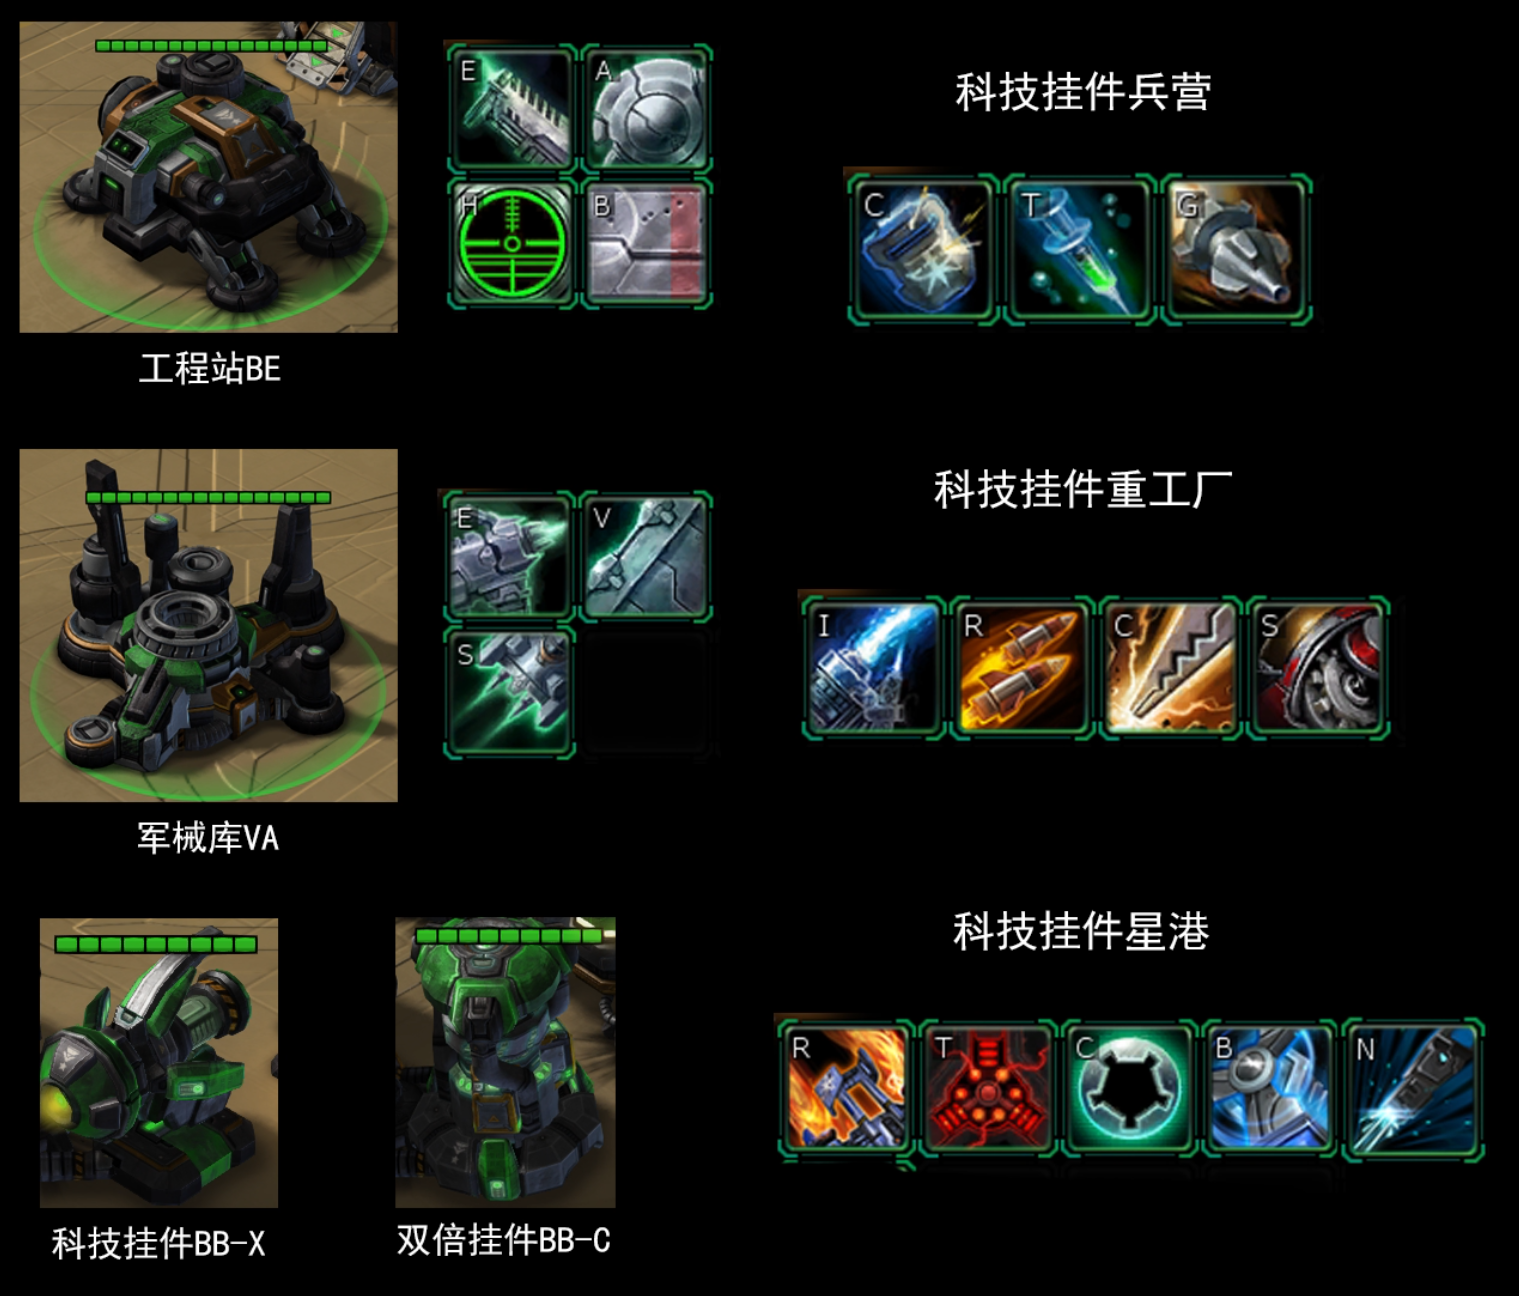 E A
H B
科技挂件兵营
C T G
工程站BE
E V
S
科技挂件重工厂
I R C S
军械库VA
科技挂件星港
R T C B N
科技挂件BB-X
双倍挂件BB-C